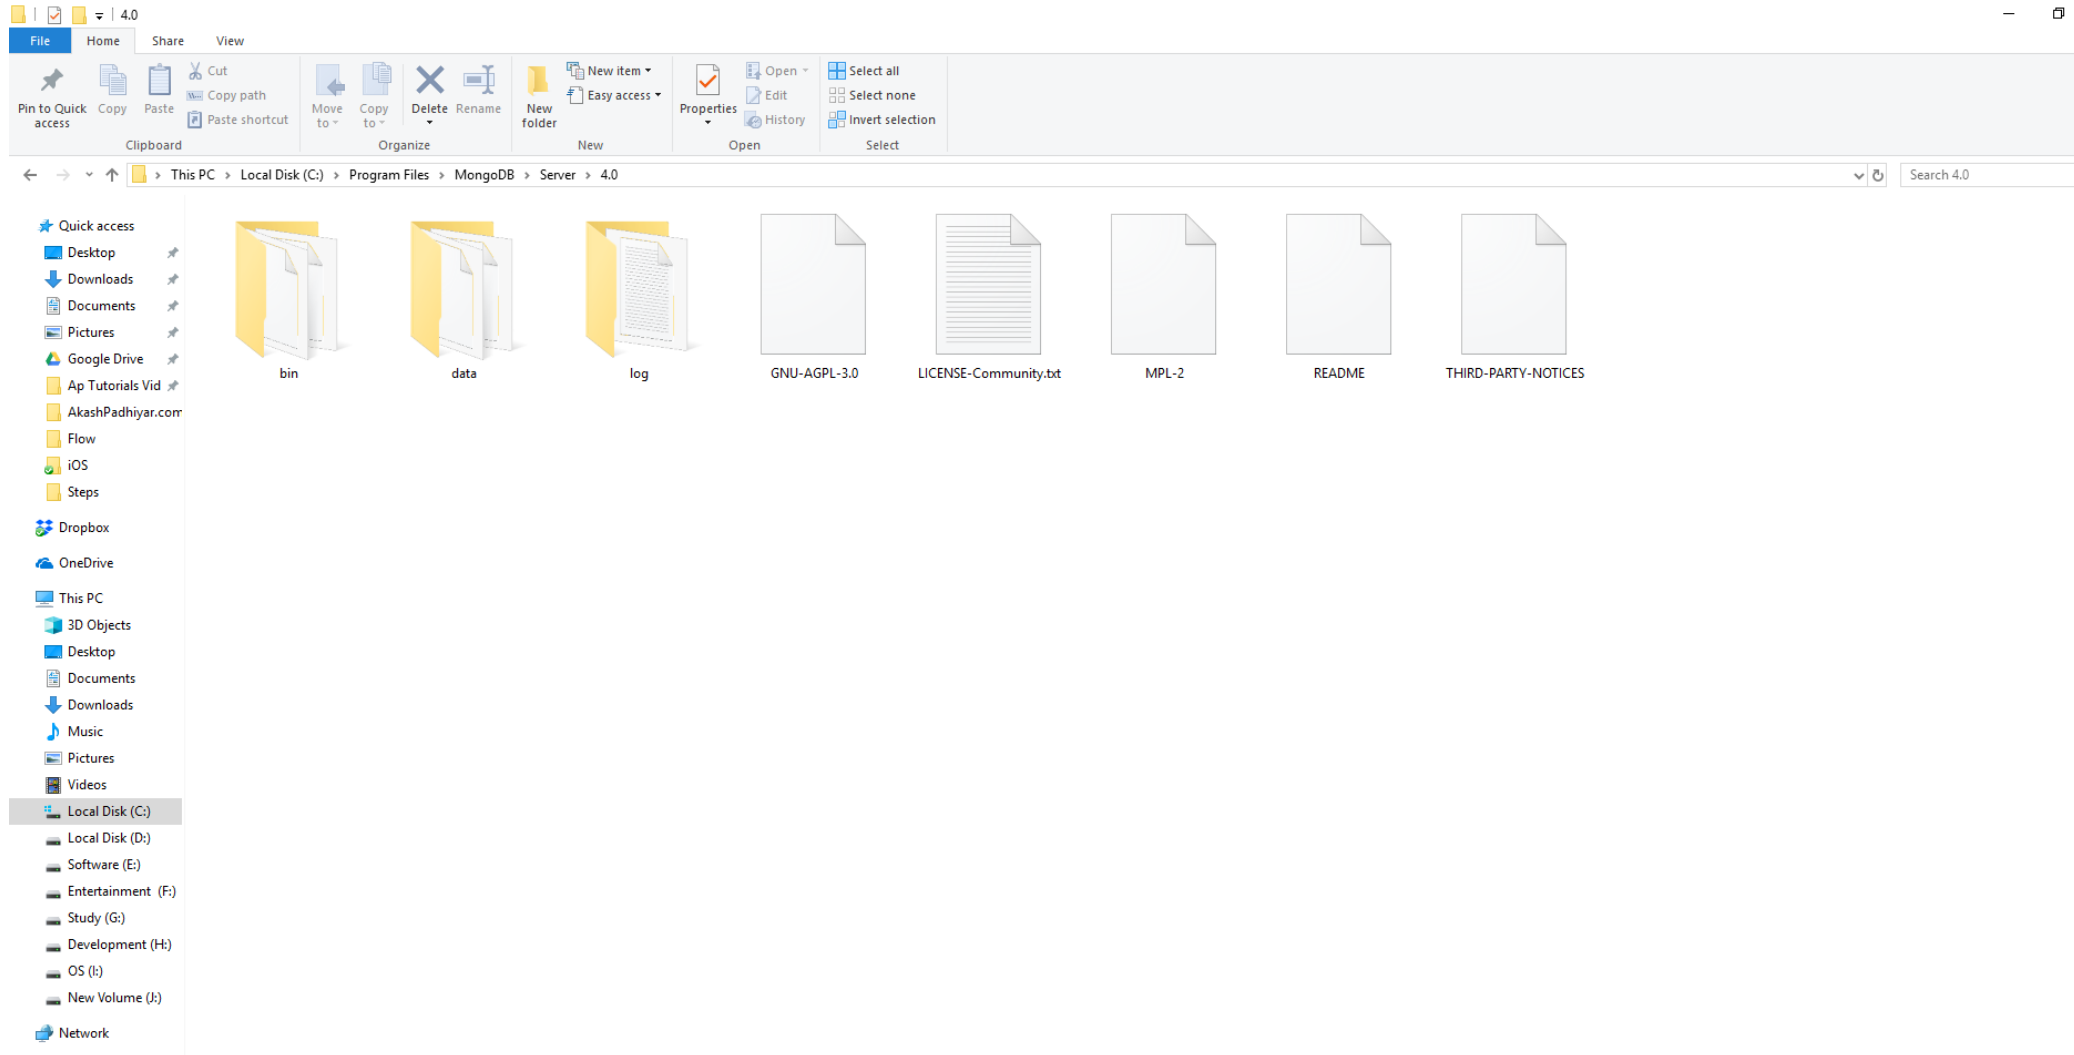 4.0
File Home Share View
Pin to Quick access
Copy
Paste
Cut
Copy path
Paste shortcut
Clipboard
Move to
Copy to
Delete
Rename
Organize
New folder
New item
Easy access
New
Properties
Open
Edit
History
Open
Select all
Select none
Invert selection
Select
This PC > Local Disk (C:) > Program Files > MongoDB > Server > 4.0
Search 4.0
Quick access
Desktop
Downloads
Documents
Pictures
Google Drive
Ap Tutorials Vid
AkashPadhiyar.com
Flow
iOS
Steps
Dropbox
OneDrive
This PC
3D Objects
Desktop
Documents
Downloads
Music
Pictures
Videos
Local Disk (C:)
Local Disk (D:)
Software (E:)
Entertainment (F:)
Study (G:)
Development (H:)
OS (I:)
New Volume (J:)
Network
bin
data
log
GNU-AGPL-3.0
LICENSE-Community.txt
MPL-2
README
THIRD-PARTY-NOTICES